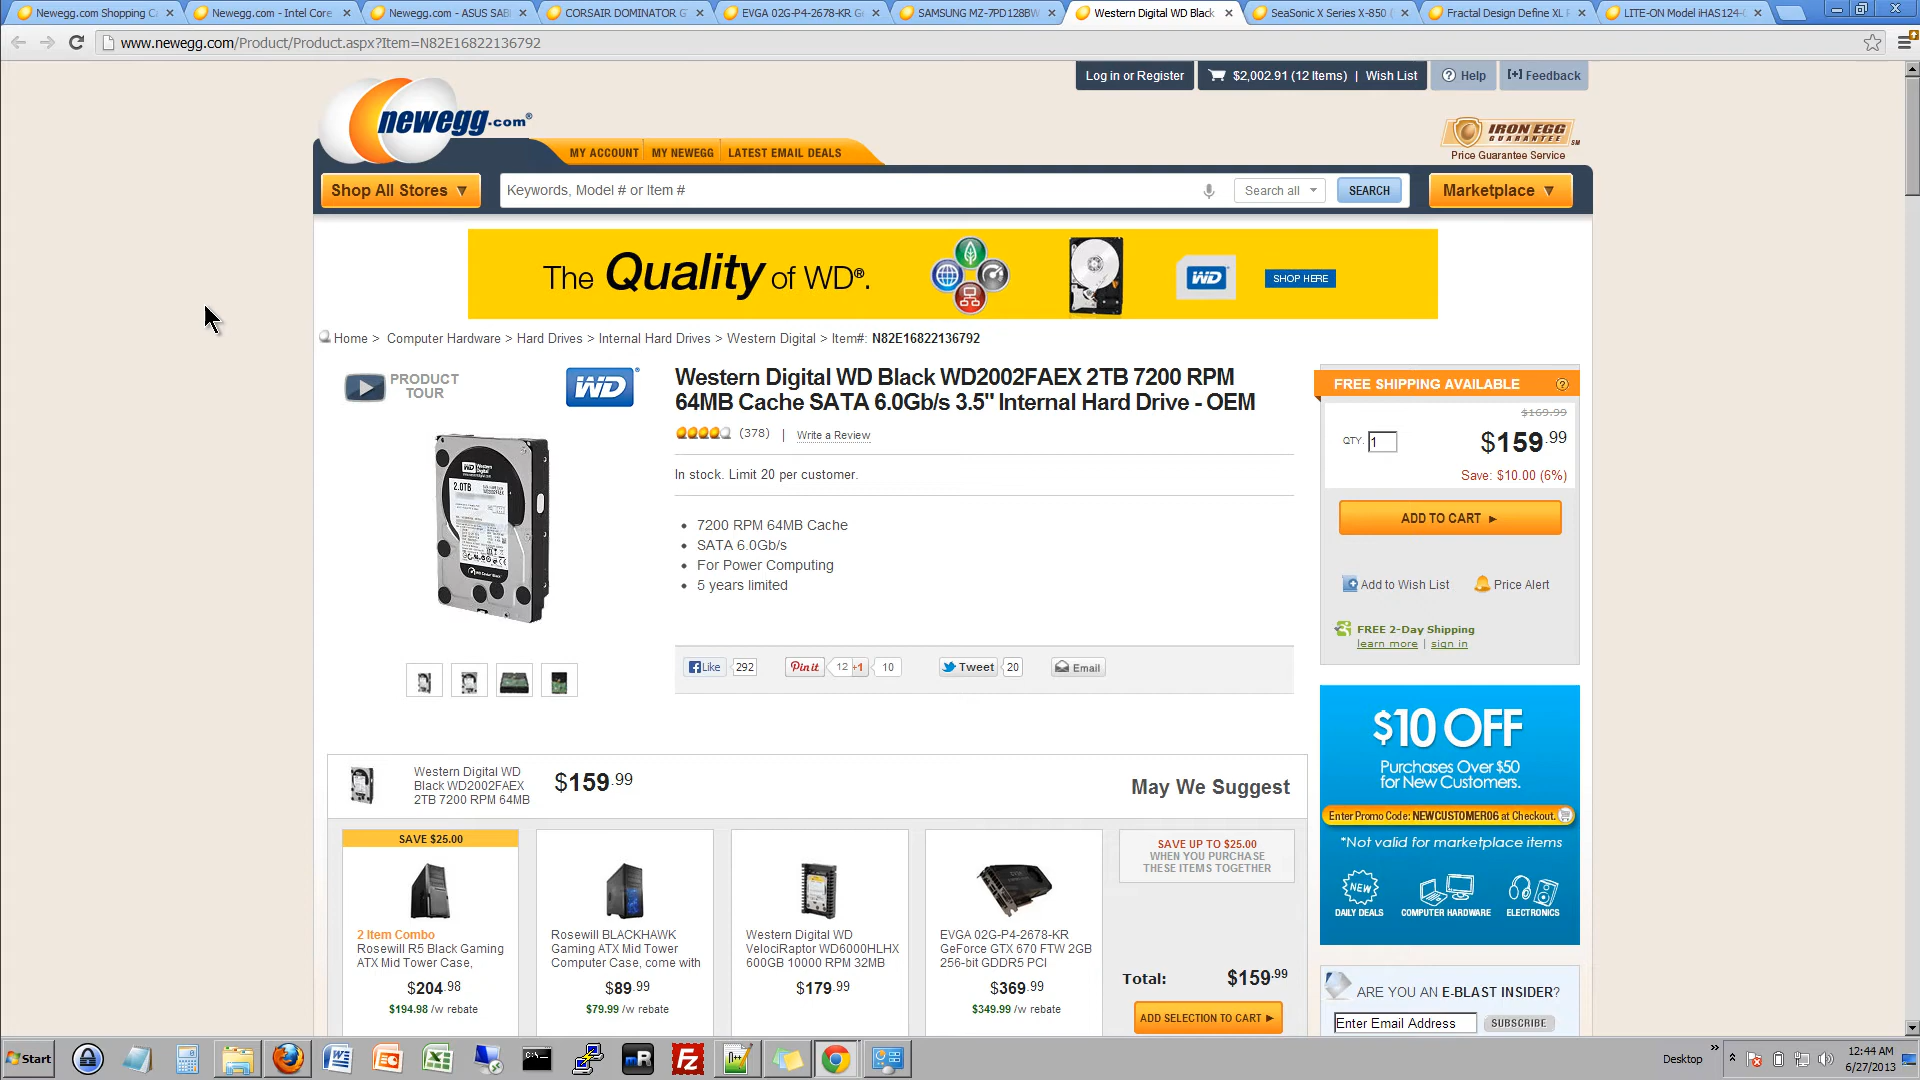 Newegg.com Shopping C
Newegg.com - Intel Core
Newegg.com - ASUS SAB
CORSAIR DOMINATOR G
EVGA 02G-P4-2678-KR Ge
SAMSUNG MZ-7PD128BW
Western Digital WD Black
SeaSonic X Series X-850 (
Fractal Design Define XL F
LITE-ON Model iHAS124-
www.newegg.com/Product/Product.aspx?Item=N82E16822136792
Log in or Register
$2,002.91 (12 Items) | Wish List
Help
[+] Feedback
newegg.com®
MY ACCOUNT
MY NEWEGG
LATEST EMAIL DEALS
IRON EGG
GUARANTEE
SM
Price Guarantee Service
Shop All Stores
Keywords, Model # or Item #
Search all
SEARCH
Marketplace
The Quality of WD®.
WD
SHOP HERE
Home > Computer Hardware > Hard Drives > Internal Hard Drives > Western Digital > Item#: N82E16822136792
PRODUCT
TOUR
WD®
Western Digital WD Black WD2002FAEX 2TB 7200 RPM
64MB Cache SATA 6.0Gb/s 3.5" Internal Hard Drive - OEM
(378) | Write a Review
In stock. Limit 20 per customer.
• 7200 RPM 64MB Cache
• SATA 6.0Gb/s
• For Power Computing
• 5 years limited
WD Western Digital
2.0TB
Like 292
Pin it 12
+1 10
Tweet 20
Email
FREE SHIPPING AVAILABLE
?
$169.99
QTY. 1
$159.99
Save: $10.00 (6%)
ADD TO CART ►
Add to Wish List
Price Alert
FREE 2-Day Shipping
learn more | sign in
$10 OFF
Purchases Over $50
for New Customers.
Enter Promo Code: NEWCUSTOMER06 at Checkout.
*Not valid for marketplace items
NEW
DAILY DEALS
COMPUTER HARDWARE
ELECTRONICS
ARE YOU AN E-BLAST INSIDER?
Enter Email Address
SUBSCRIBE
Western Digital WD
Black WD2002FAEX
2TB 7200 RPM 64MB
$159.99
May We Suggest
SAVE $25.00
2 Item Combo
Rosewill R5 Black Gaming
ATX Mid Tower Case,
$204.98
$194.98 /w rebate
Rosewill BLACKHAWK
Gaming ATX Mid Tower
Computer Case, come with
$89.99
$79.99 /w rebate
Western Digital WD
VelociRaptor WD6000HLHX
600GB 10000 RPM 32MB
$179.99
EVGA 02G-P4-2678-KR
GeForce GTX 670 FTW 2GB
256-bit GDDR5 PCI
$369.99
$349.99 /w rebate
SAVE UP TO $25.00
WHEN YOU PURCHASE
THESE ITEMS TOGETHER
Total: $159.99
ADD SELECTION TO CART ►
Start
mR
Fz
Desktop
12:44 AM
6/27/2013